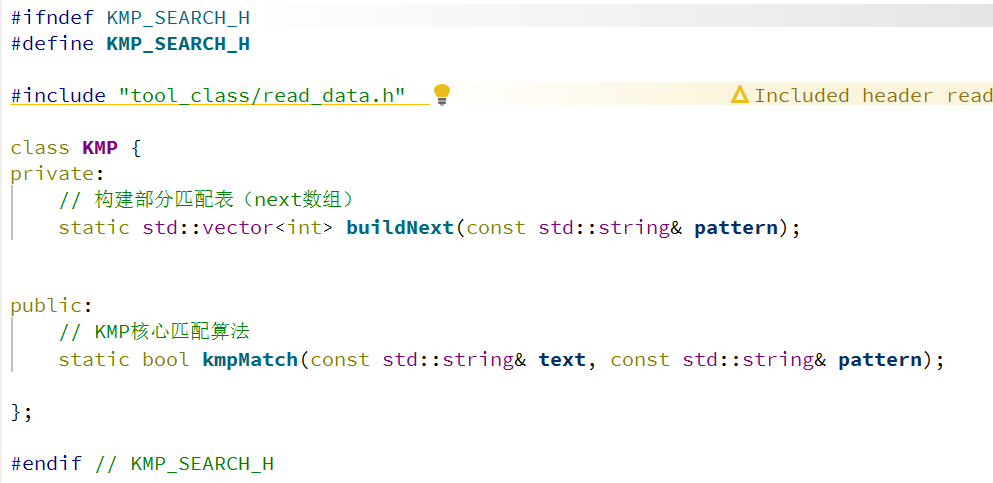 #ifndef KMP_SEARCH_H
#define KMP_SEARCH_H
#include "tool_class/read_data.h"
Included header read
class KMP {
private:
// 构建部分匹配表（next数组）
static std::vector<int> buildNext(const std::string& pattern);
public:
// KMP核心匹配算法
static bool kmpMatch(const std::string& text, const std::string& pattern);
};
#endif // KMP_SEARCH_H